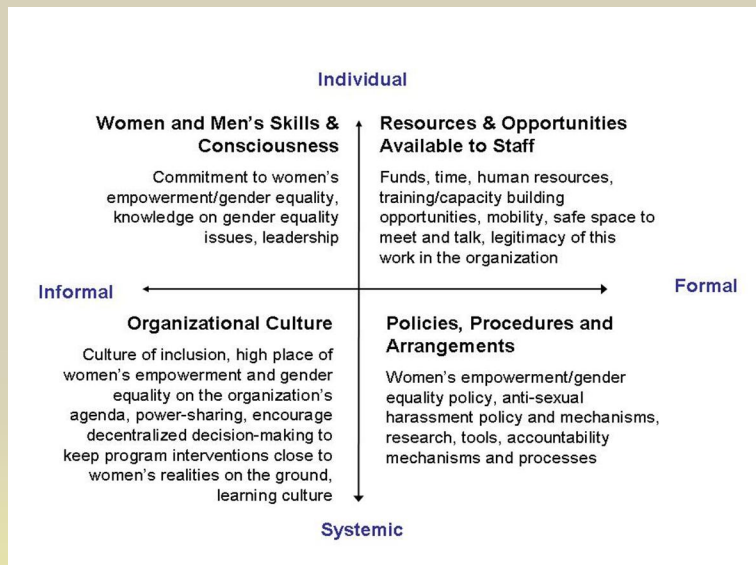 Individual
Women and Men's Skills &
Consciousness
Commitment to women's
empowerment/gender equality,
knowledge on gender equality
issues, leadership
Resources & Opportunities
Available to Staff
Funds, time, human resources,
training/capacity building
opportunities, mobility, safe space to
meet and talk, legitimacy of this
work in the organization
Informal
Formal
Organizational Culture
Culture of inclusion, high place of
women's empowerment and gender
equality on the organization's
agenda, power-sharing, encourage
decentralized decision-making to
keep program interventions close to
women's realities on the ground,
learning culture
Policies, Procedures and
Arrangements
Women's empowerment/gender
equality policy, anti-sexual
harassment policy and mechanisms,
research, tools, accountability
mechanisms and processes
Systemic